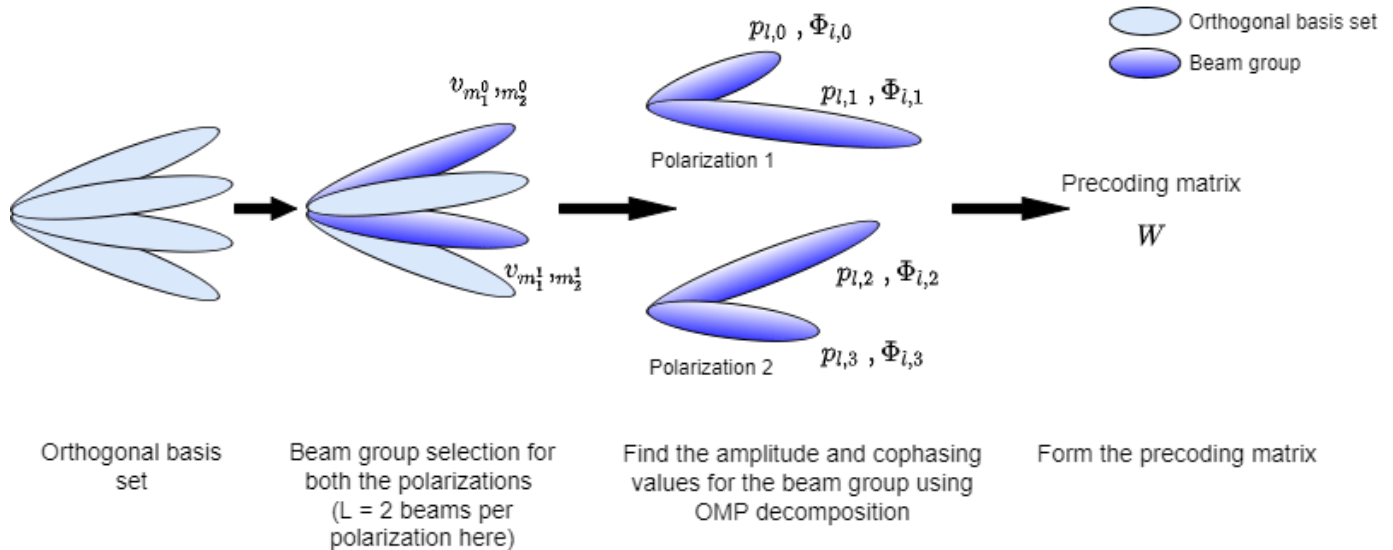 Orthogonal basis set
Beam group
p_{l,0} , Φ_{i,0}
v_{m_1^0,m_2^0}
p_{l,1} , Φ_{i,1}
Polarization 1
Precoding matrix
W
v_{m_1^1,m_2^1}
p_{l,2} , Φ_{i,2}
p_{l,3} , Φ_{i,3}
Polarization 2
Orthogonal basis
set
Beam group selection for
both the polarizations
(L = 2 beams per
polarization here)
Find the amplitude and cophasing
values for the beam group using
OMP decomposition
Form the precoding matrix